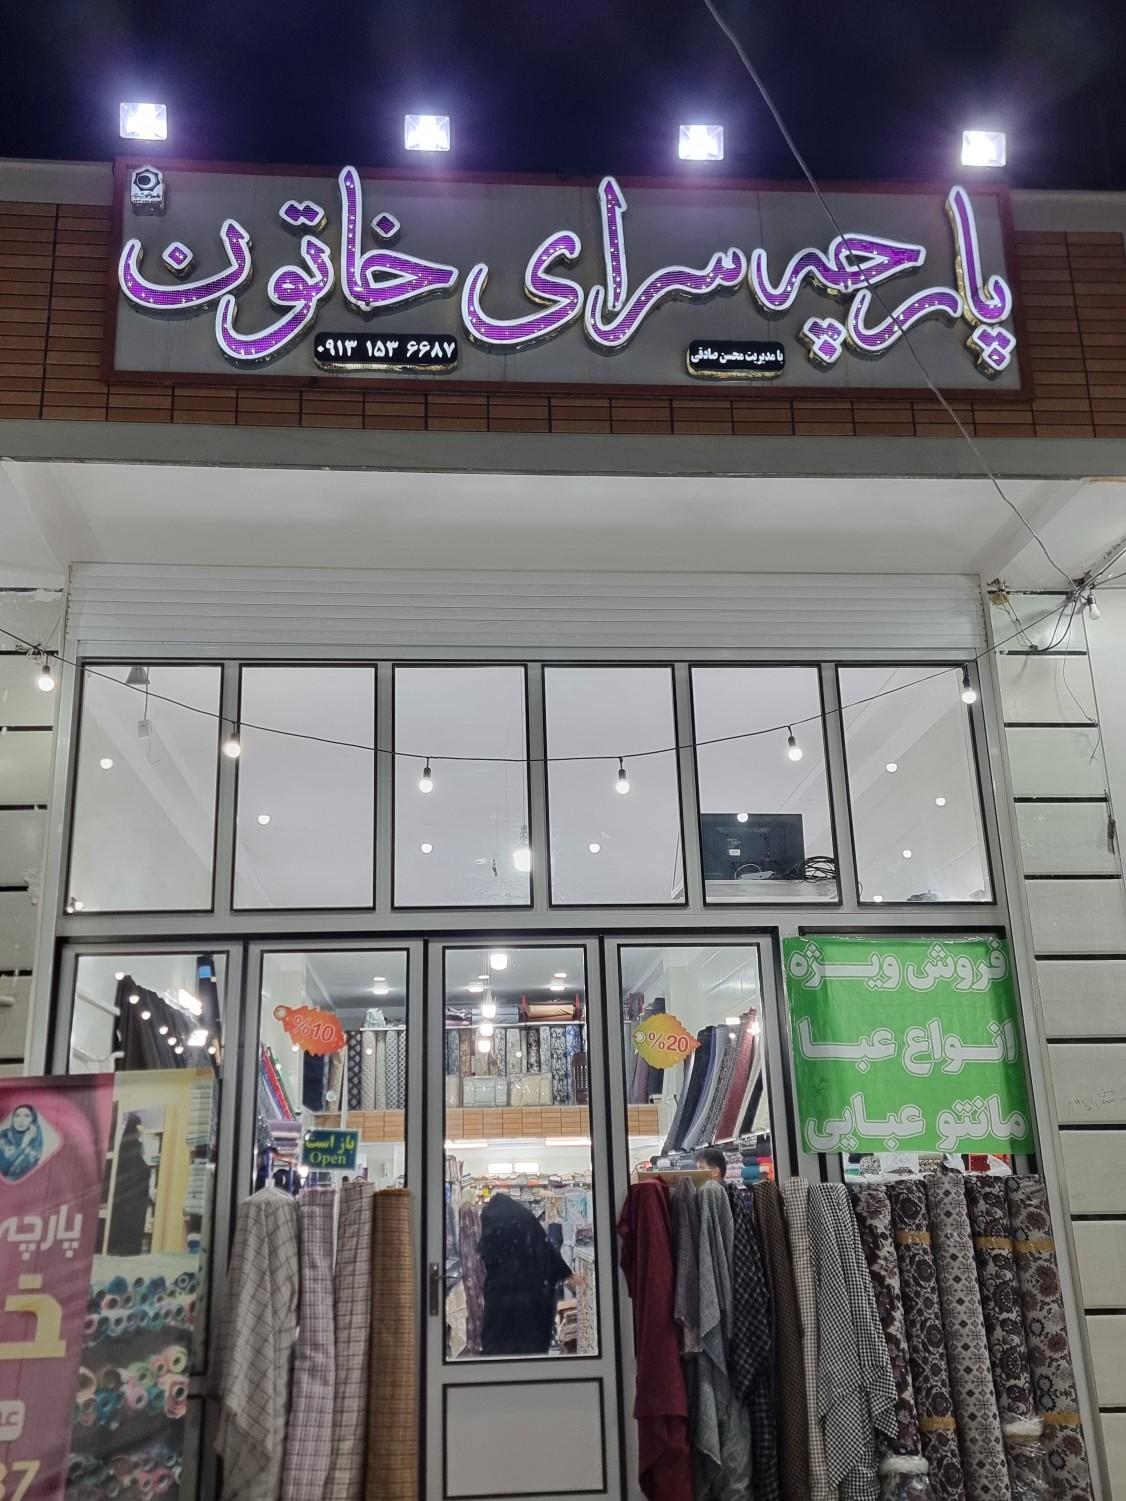 پارچه سرای خاتون
با مدیریت محسن صادقی
۰۹۱۳ ۱۵۳ ۶۶۸۷
فروش ویژه
انواع عبا
مانتو عبایی
%10
%20
باز است
Open
پارچه
خ
37